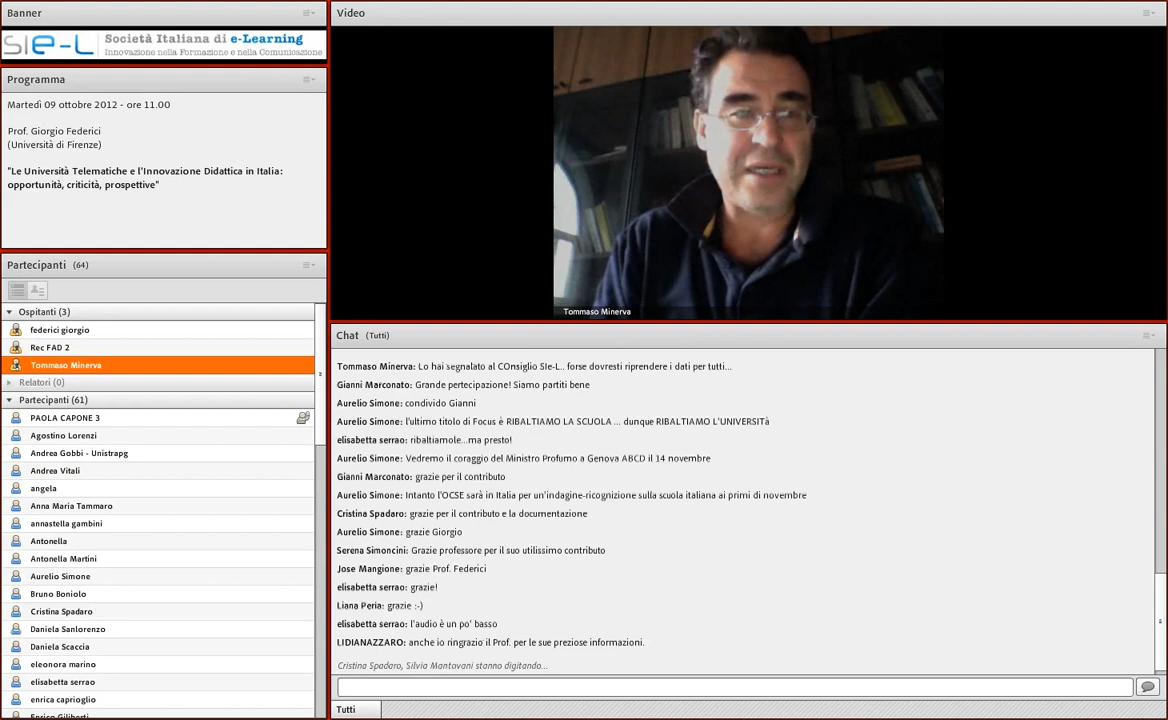 Banner
SIe-L Società Italiana di e-Learning
Innovazione nella Formazione e nella Comunicazione
Programma
Martedì 09 ottobre 2012 - ore 11.00
Prof. Giorgio Federici
(Università di Firenze)
"Le Università Telematiche e l'Innovazione Didattica in Italia:
opportunità, criticità, prospettive"
Partecipanti (64)
Ospitanti (3)
federici giorgio
Rec FAD 2
Tommaso Minerva
Relatori (0)
Partecipanti (61)
PAOLA CAPONE 3
Agostino Lorenzi
Andrea Gobbi - Unistrapg
Andrea Vitali
angela
Anna Maria Tammaro
annastella gambini
Antonella
Antonella Martini
Aurelio Simone
Bruno Boniolo
Cristina Spadaro
Daniela Sanlorenzo
Daniela Scaccia
eleonora marino
elisabetta serrao
enrica caprioglio
Enrico Giliberti
Video
Tommaso Minerva
Chat (Tutti)
Tommaso Minerva: Lo hai segnalato al COnsiglio SIe-L.. forse dovresti riprendere i dati per tutti...
Gianni Marconato: Grande pertecipazione! Siamo partiti bene
Aurelio Simone: condivido Gianni
Aurelio Simone: l'ultimo titolo di Focus è RIBALTIAMO LA SCUOLA ... dunque RIBALTIAMO L'UNIVERSITà
elisabetta serrao: ribaltiamole...ma presto!
Aurelio Simone: Vedremo il coraggio del Ministro Profumo a Genova ABCD il 14 novembre
Gianni Marconato: grazie per il contributo
Aurelio Simone: Intanto l'OCSE sarà in Italia per un'indagine-ricognizione sulla scuola italiana ai primi di novembre
Cristina Spadaro: grazie per il contributo e la documentazione
Aurelio Simone: grazie Giorgio
Serena Simoncini: Grazie professore per il suo utilissimo contributo
Jose Mangione: grazie Prof. Federici
elisabetta serrao: grazie!
Liana Peria: grazie :-)
elisabetta serrao: l'audio è un po' basso
LIDIANAZZARO: anche io ringrazio il Prof. per le sue preziose informazioni.
Cristina Spadaro, Silvia Mantovani stanno digitando...
Tutti